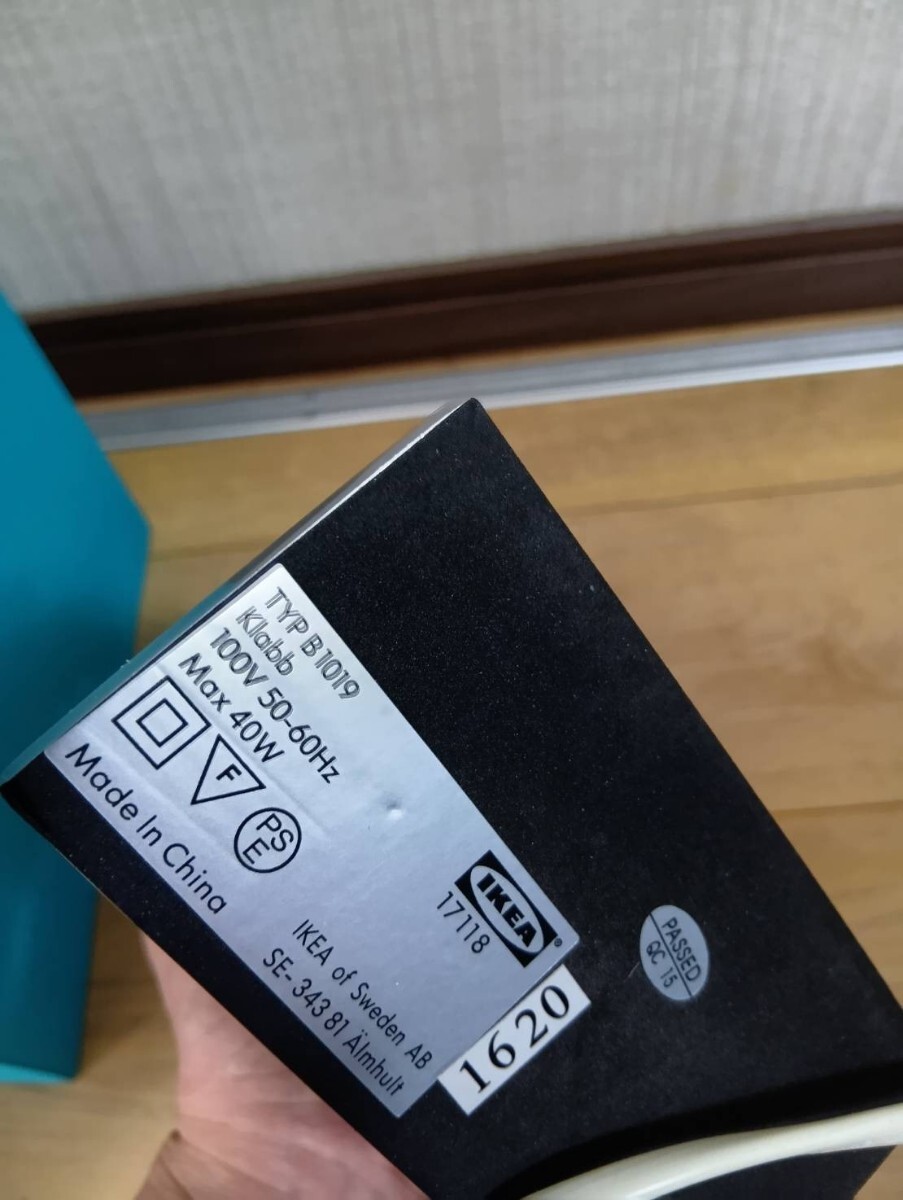 TYP B1019
Klabb
100V 50-60Hz
Max 40W
F
PS
E
Made In China
IKEA®
17118
IKEA of Sweden AB
SE-343 81 Älmhult
1620
PASSED
QC 15